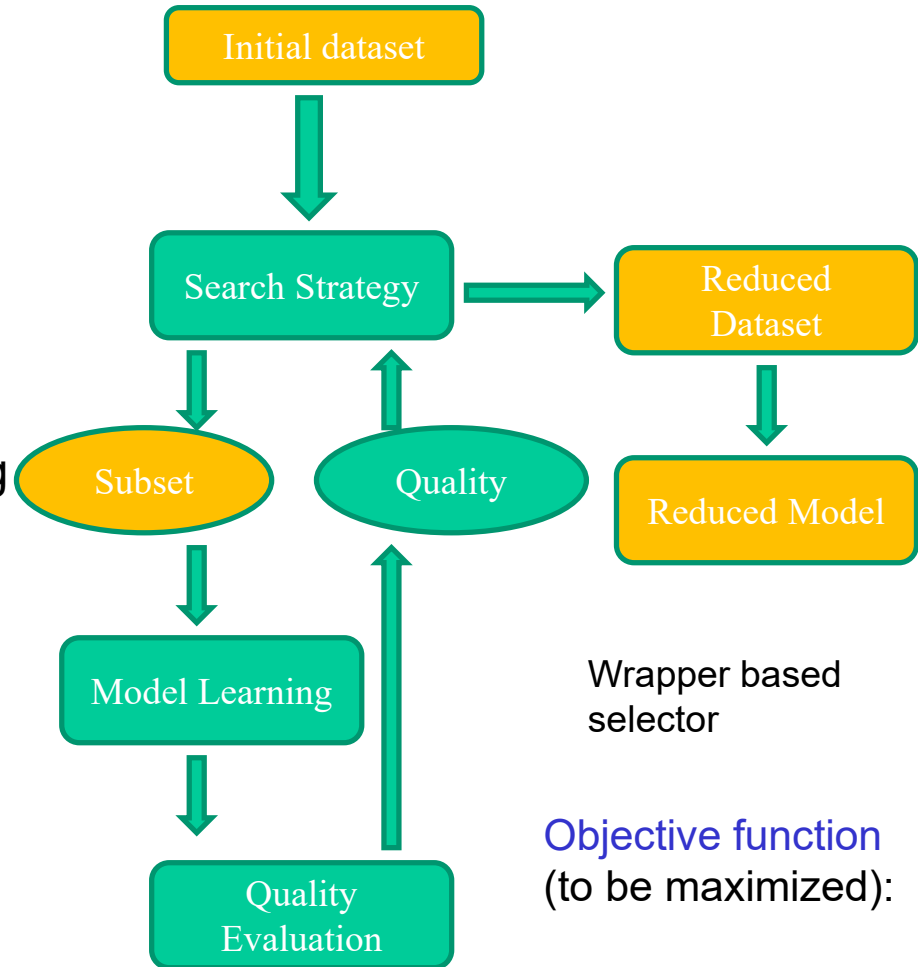 Initial dataset
Search Strategy
Reduced
Dataset
g
Subset
Quality
Reduced Model
Model Learning
Wrapper based
selector
Objective function
(to be maximized):
Quality
Evaluation